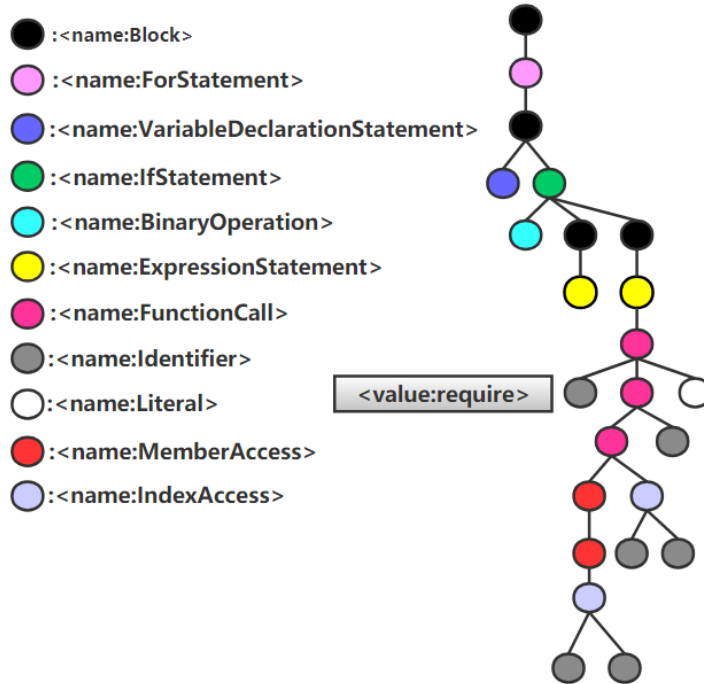 :<name:Block>
:<name:ForStatement>
:<name:VariableDeclarationStatement>
:<name:IfStatement>
:<name:BinaryOperation>
:<name:ExpressionStatement>
:<name:FunctionCall>
:<name:Identifier>
<value:require>
:<name:Literal>
:<name:MemberAccess>
:<name:IndexAccess>